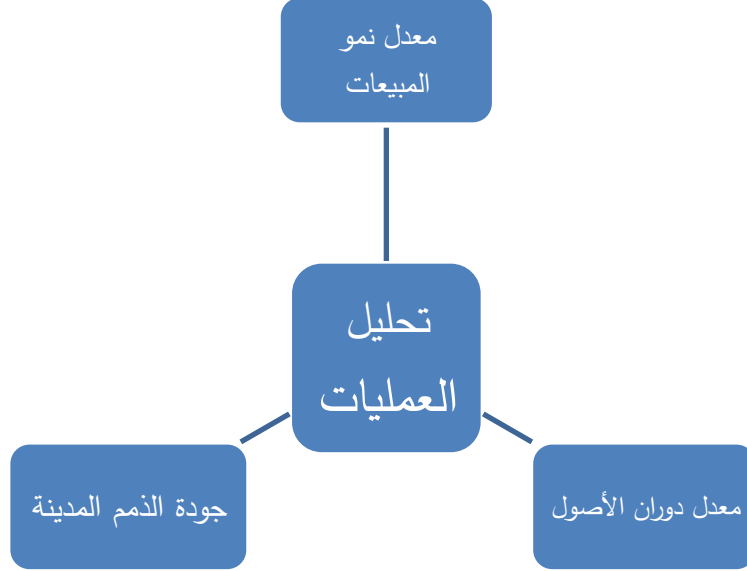 معدل نمو
المبيعات
تحليل
العمليات
معدل دوران الأصول
جودة الذمم المدينة